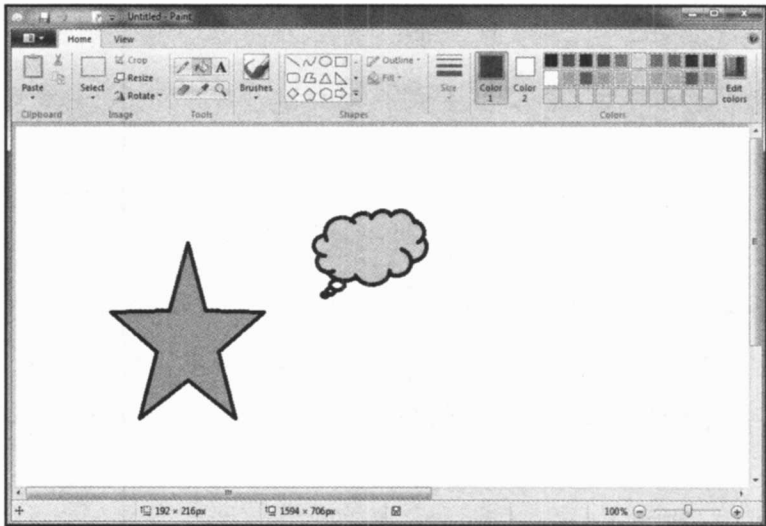 Untitled - Paint
Home View
Paste
Select
Crop
Resize
Rotate
A
Brushes
Outline
Fill
Size
Color 1
Color 2
Edit colors
Clipboard Image Tools Shapes Colors
192 × 216px 1594 × 706px 100%